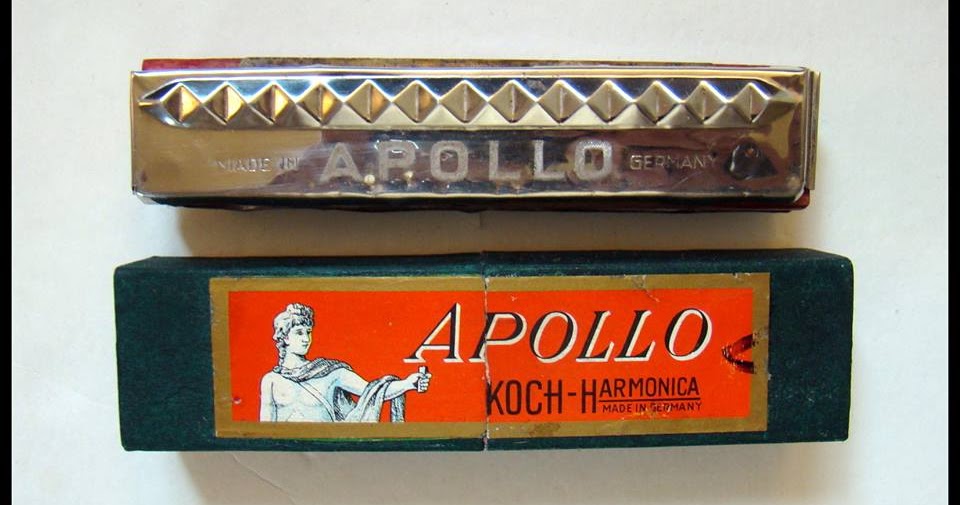 MADE IN APOLLO GERMANY
APOLLO
KOCH-HARMONICA
MADE IN GERMANY